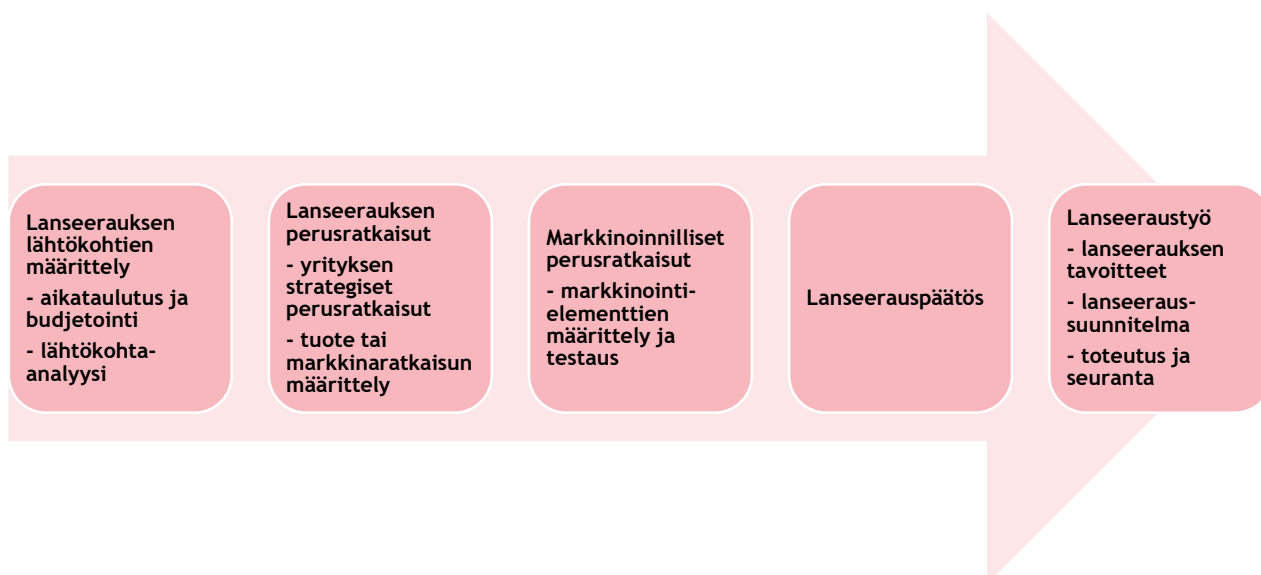 Lanseerauksen
lähtökohtien
määrittely
- aikataulutus ja
budjetointi
- lähtökohta-
analyysi
Lanseerauksen
perusratkaisut
- yrityksen
strategiset
perusratkaisut
- tuote tai
markkinaratkaisun
määrittely
Markkinoinnilliset
perusratkaisut
- markkinointi-
elementtien
määrittely ja
testaus
Lanseerauspäätös
Lanseeraustyö
- lanseerauksen
tavoitteet
- lanseeraus-
suunnitelma
- toteutus ja
seuranta